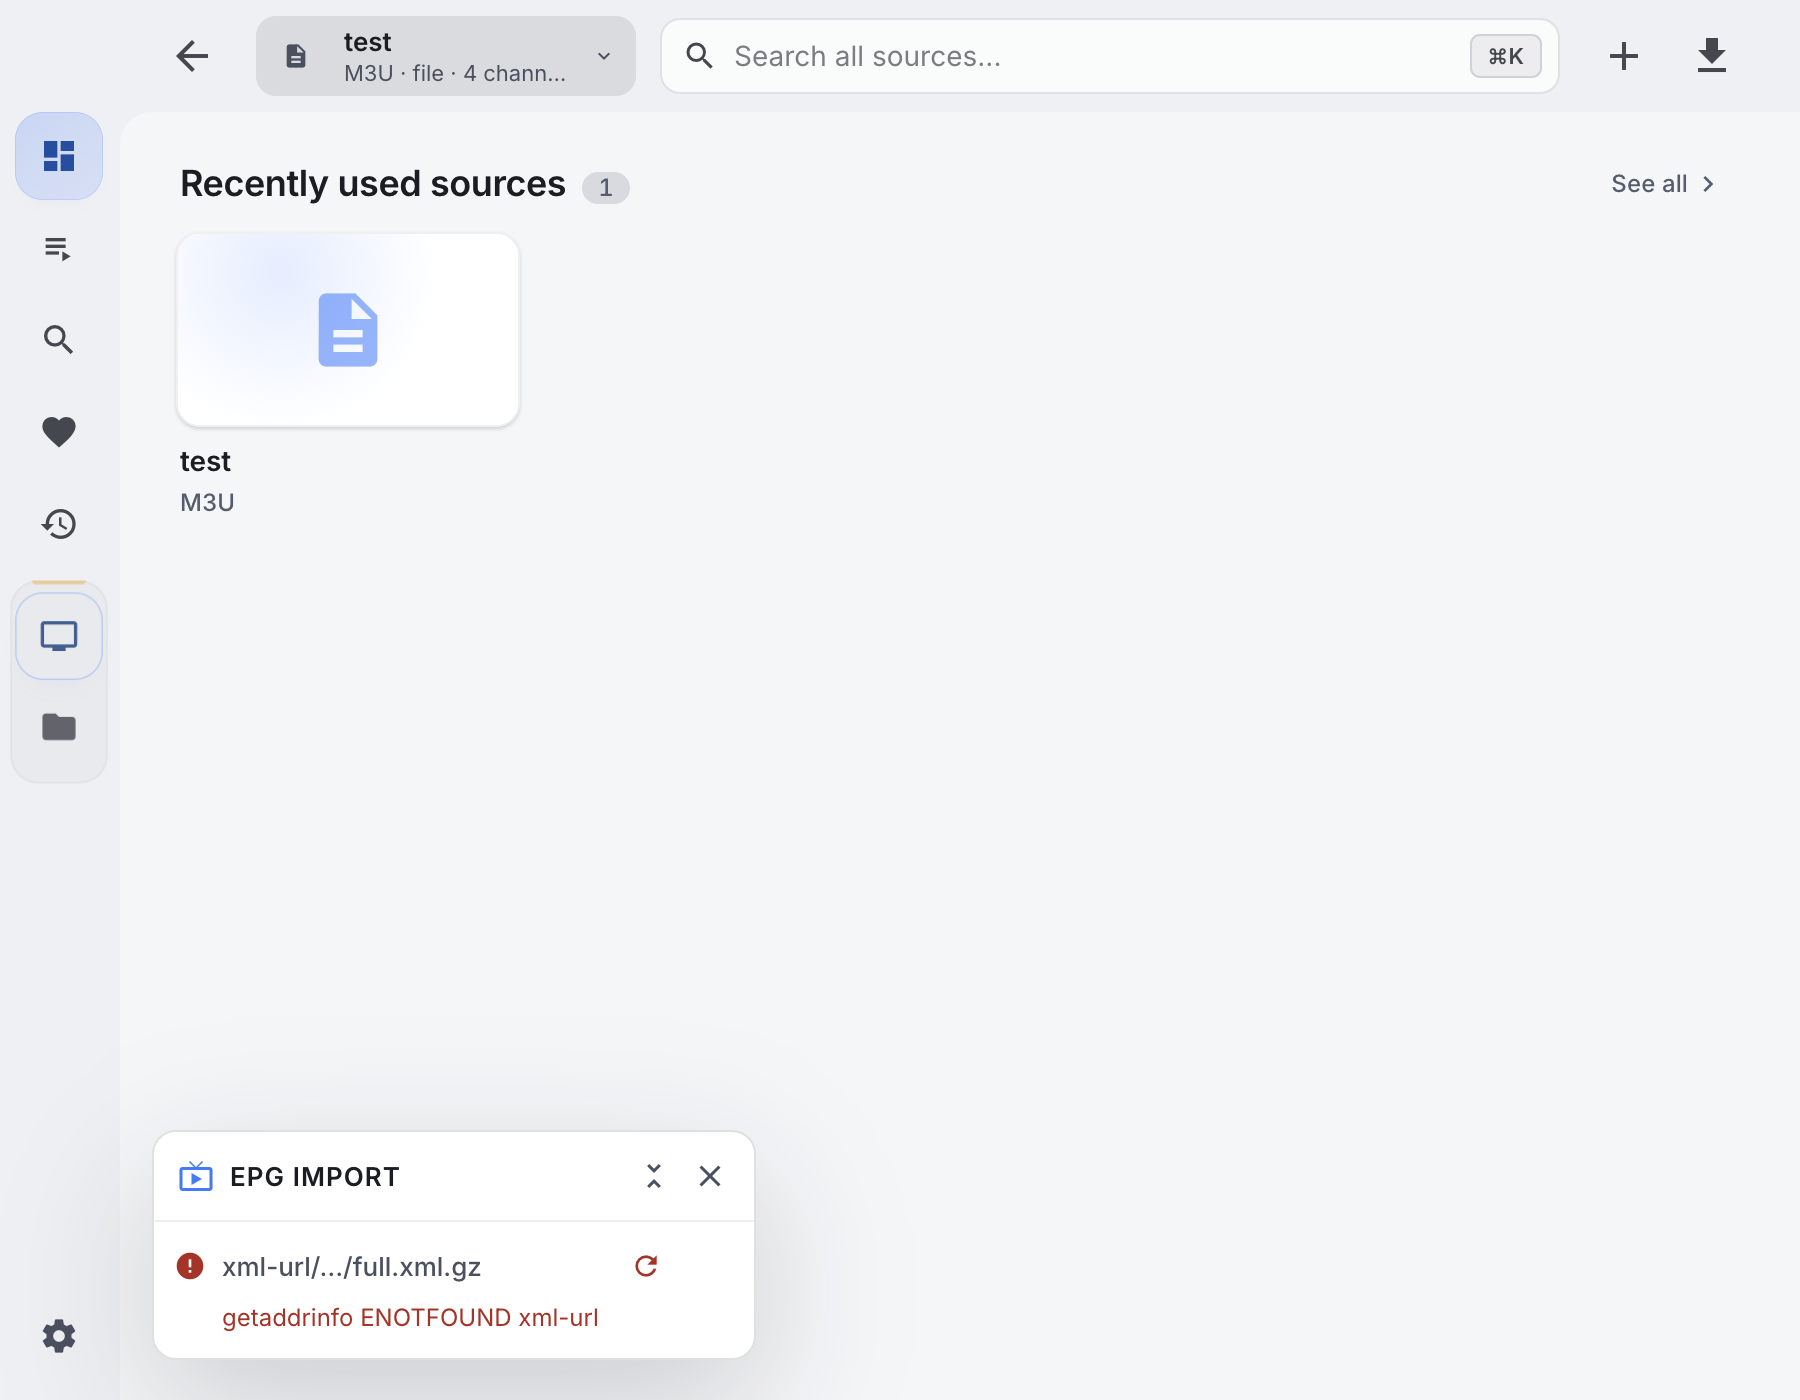 test
M3U · file · 4 chann...
Search all sources...
⌘K
Recently used sources 1
See all
test
M3U
EPG IMPORT
xml-url/.../full.xml.gz
getaddrinfo ENOTFOUND xml-url